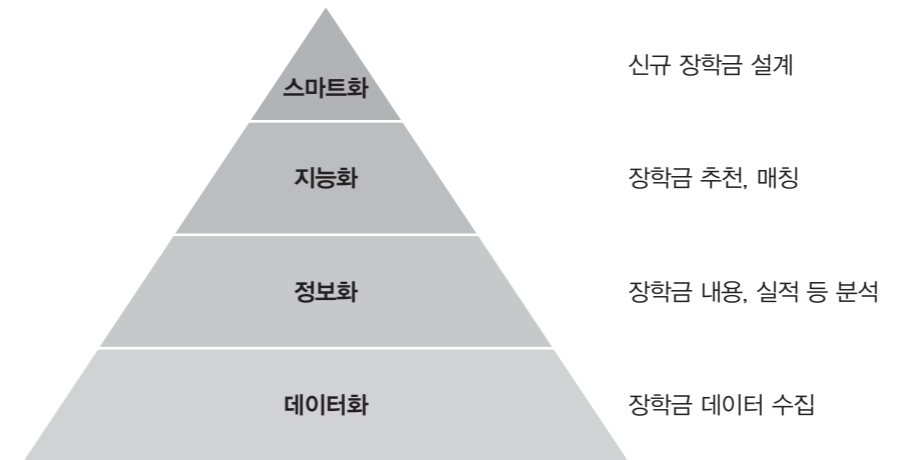 신규 장학금 설계
스마트화
지능화 장학금 추천, 매칭
정보화 장학금 내용, 실적 등 분석
데이터화 장학금 데이터 수집